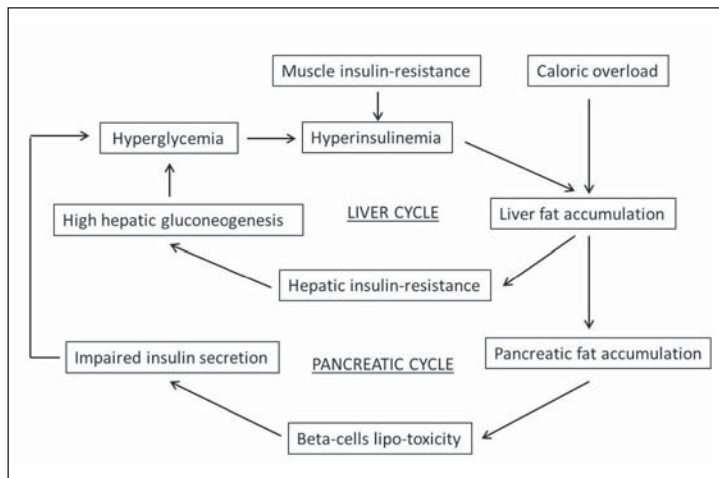 Muscle insulin-resistance
Caloric overload
Hyperglycemia
Hyperinsulinemia
High hepatic gluconeogenesis
LIVER CYCLE
Liver fat accumulation
Hepatic insulin-resistance
Impaired insulin secretion
PANCREATIC CYCLE
Pancreatic fat accumulation
Beta-cells lipo-toxicity